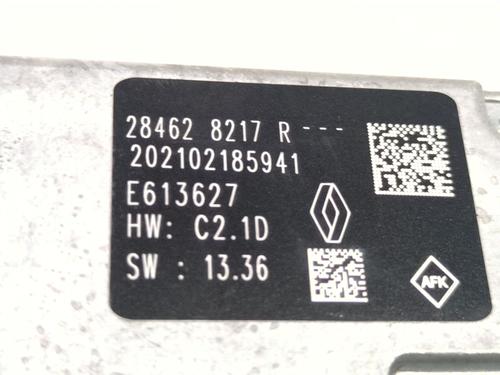 28462 8217 R ---
202102185941
E613627
HW: C2.1D
SW : 13.36
AFK